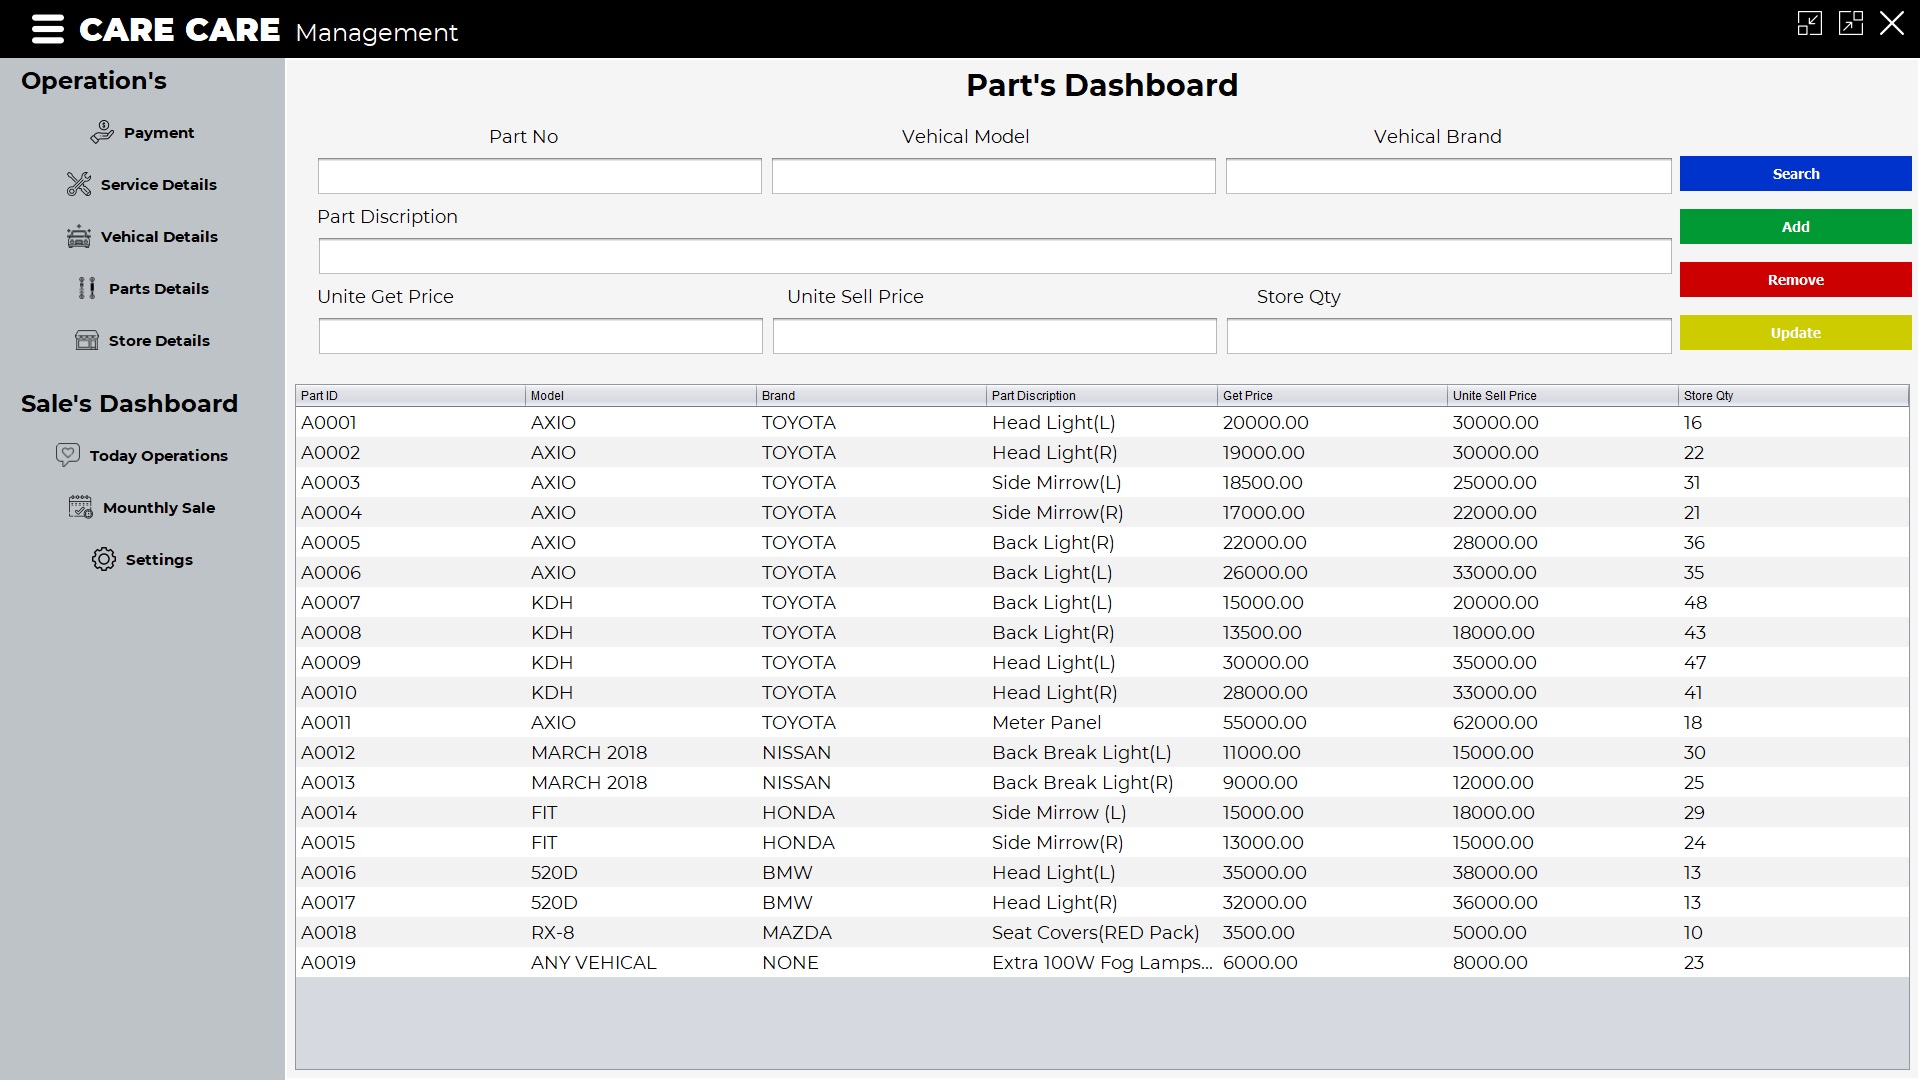 CARE CARE Management
Operation's
Payment
Service Details
Vehical Details
Parts Details
Store Details
Sale's Dashboard
Today Operations
Mounthly Sale
Settings
Part's Dashboard
Part No Vehical Model Vehical Brand
Search
Part Discription
Add
Remove
Unite Get Price Unite Sell Price Store Qty
Update
Part ID Model Brand Part Discription Get Price Unite Sell Price Store Qty
A0001 AXIO TOYOTA Head Light(L) 20000.00 30000.00 16
A0002 AXIO TOYOTA Head Light(R) 19000.00 30000.00 22
A0003 AXIO TOYOTA Side Mirrow(L) 18500.00 25000.00 31
A0004 AXIO TOYOTA Side Mirrow(R) 17000.00 22000.00 21
A0005 AXIO TOYOTA Back Light(R) 22000.00 28000.00 36
A0006 AXIO TOYOTA Back Light(L) 26000.00 33000.00 35
A0007 KDH TOYOTA Back Light(L) 15000.00 20000.00 48
A0008 KDH TOYOTA Back Light(R) 13500.00 18000.00 43
A0009 KDH TOYOTA Head Light(L) 30000.00 35000.00 47
A0010 KDH TOYOTA Head Light(R) 28000.00 33000.00 41
A0011 AXIO TOYOTA Meter Panel 55000.00 62000.00 18
A0012 MARCH 2018 NISSAN Back Break Light(L) 11000.00 15000.00 30
A0013 MARCH 2018 NISSAN Back Break Light(R) 9000.00 12000.00 25
A0014 FIT HONDA Side Mirrow (L) 15000.00 18000.00 29
A0015 FIT HONDA Side Mirrow(R) 13000.00 15000.00 24
A0016 520D BMW Head Light(L) 35000.00 38000.00 13
A0017 520D BMW Head Light(R) 32000.00 36000.00 13
A0018 RX-8 MAZDA Seat Covers(RED Pack) 3500.00 5000.00 10
A0019 ANY VEHICAL NONE Extra 100W Fog Lamps... 6000.00 8000.00 23